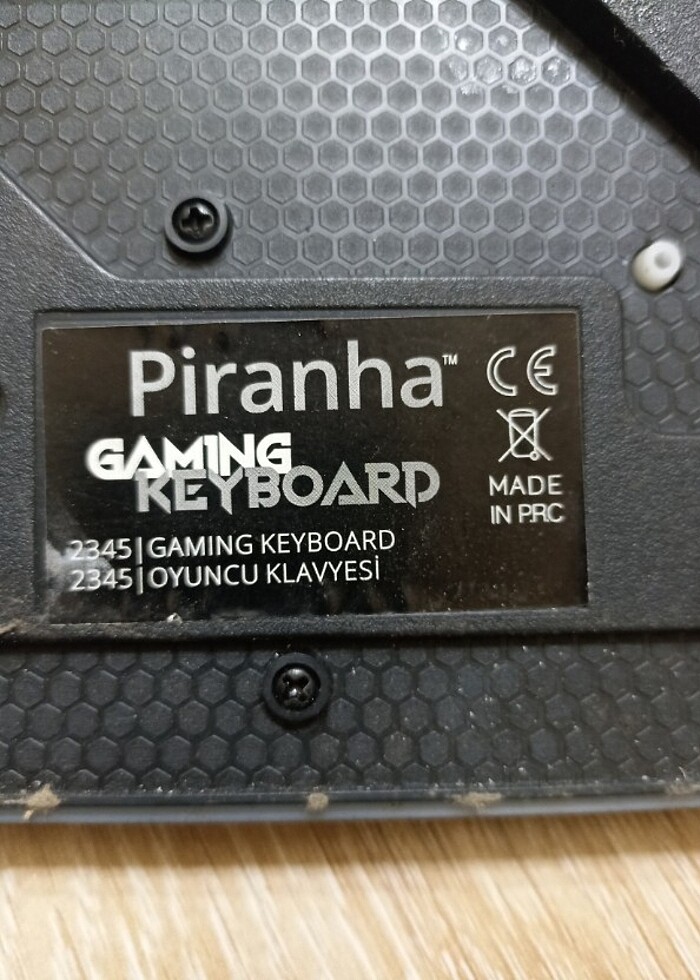 Piranha™
CE
GAMING
KEYBOARD
MADE
IN P.R.C
2345|GAMING KEYBOARD
2345|OYUNCU KLAVYESİ